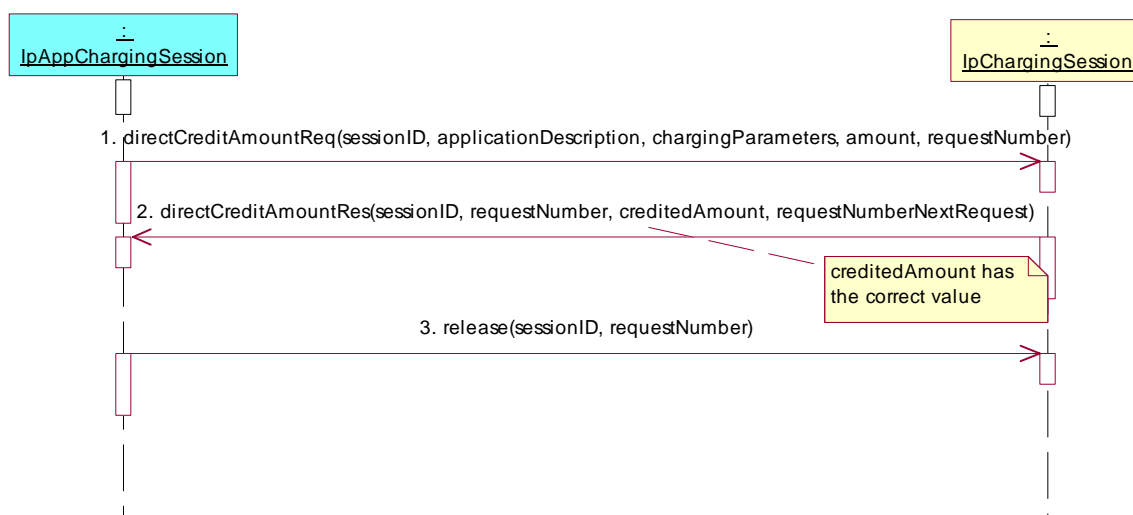 :
IpAppChargingSession
:
IpChargingSession
1. directCreditAmountReq(sessionID, applicationDescription, chargingParameters, amount, requestNumber)
2. directCreditAmountRes(sessionID, requestNumber, creditedAmount, requestNumberNextRequest)
creditedAmount has
the correct value
3. release(sessionID, requestNumber)